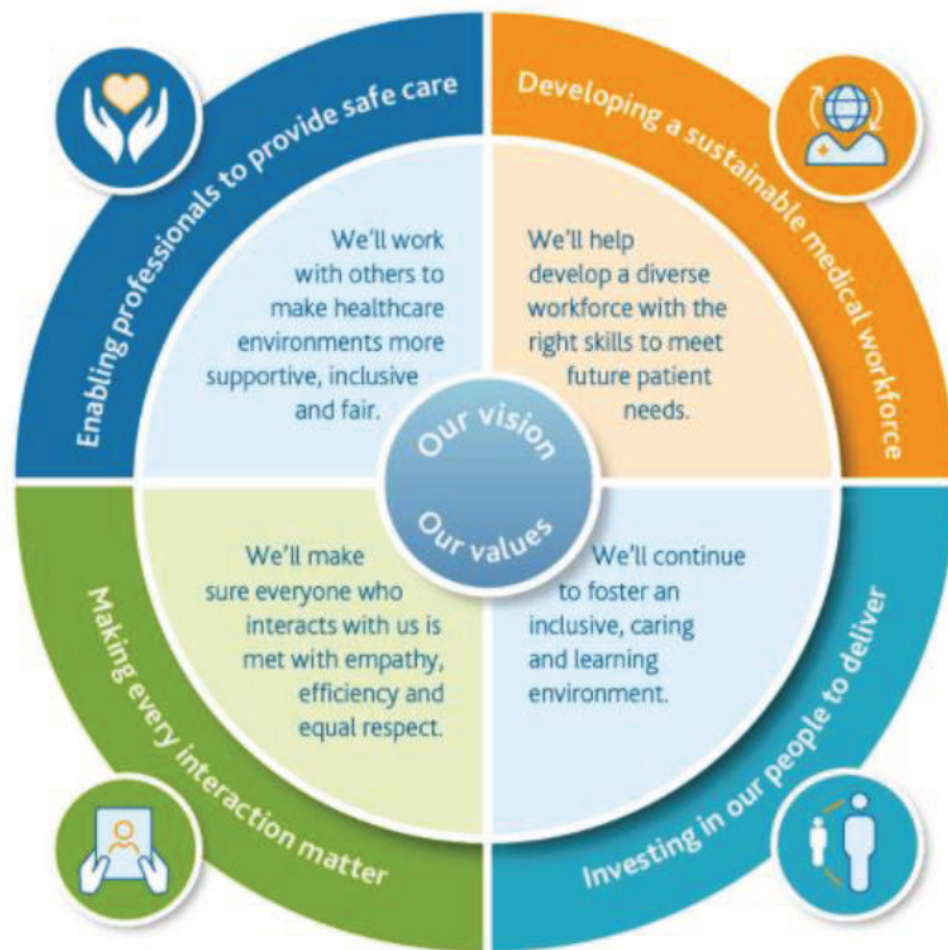 Enabling professionals to provide safe care
We'll work
with others to
make healthcare
environments more
supportive, inclusive
and fair.
Developing a sustainable medical workforce
We'll help
develop a diverse
workforce with the
right skills to meet
future patient
needs.
Our vision
Our values
Making every interaction matter
We'll make
sure everyone who
interacts with us is
met with empathy,
efficiency and
equal respect.
Investing in our people to deliver
We'll continue
to foster an
inclusive, caring
and learning
environment.